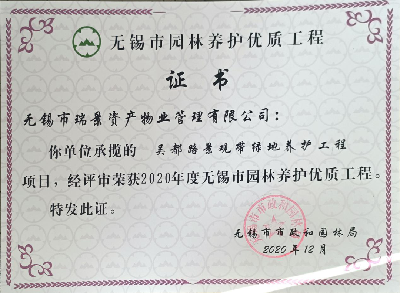 无锡市园林养护优质工程
证书
无锡市瑞景资产物业管理有限公司：
你单位承揽的 吴都路景观带绿地养护工程
项目，经评审荣获2020年度无锡市园林养护优质工程。
特发此证。
无锡市市政和园林局
2020年12月